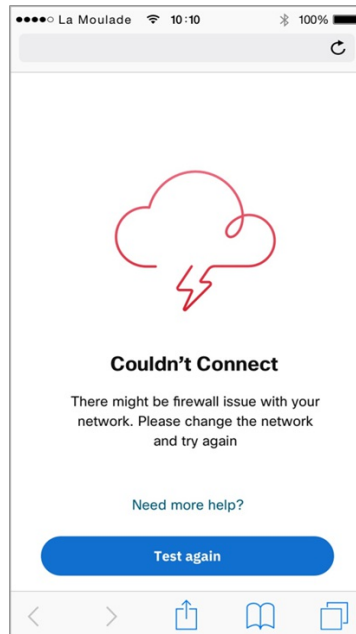 La Moulade 10:10 100%
Couldn't Connect
There might be firewall issue with your
network. Please change the network
and try again
Need more help?
Test again